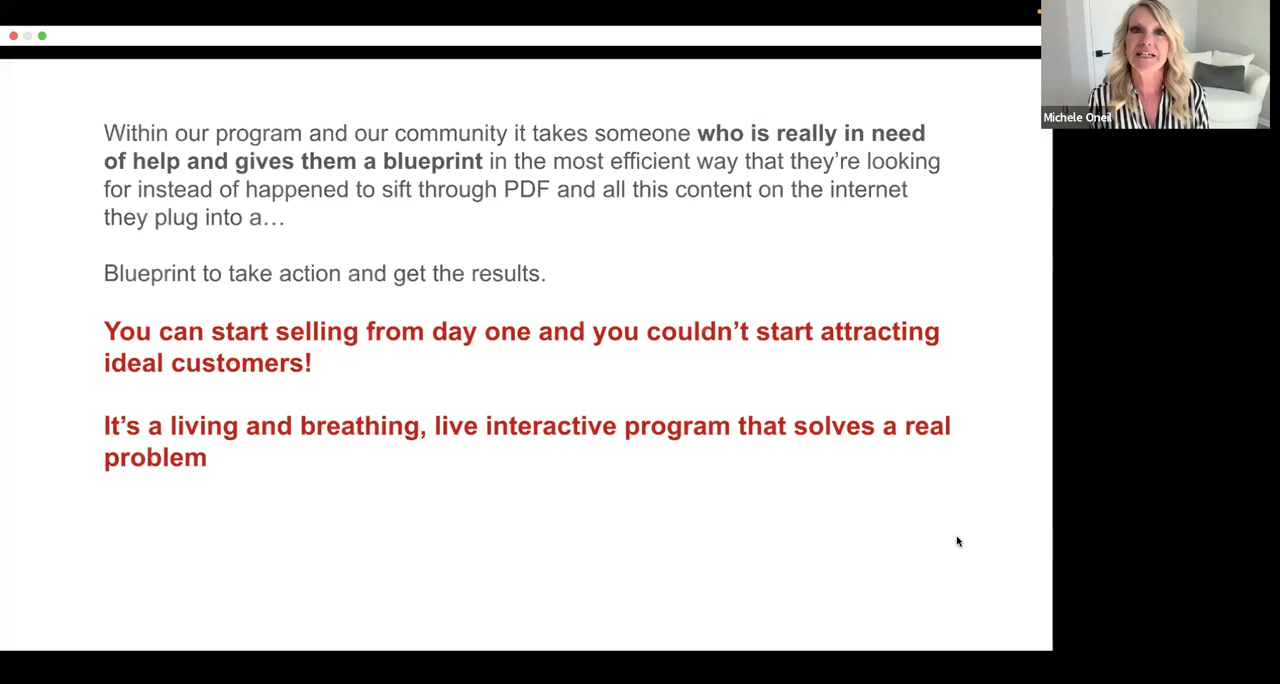 Within our program and our community it takes someone who is really in need
of help and gives them a blueprint in the most efficient way that they’re looking
for instead of happened to sift through PDF and all this content on the internet
they plug into a…
Blueprint to take action and get the results.
You can start selling from day one and you couldn’t start attracting
ideal customers!
It’s a living and breathing, live interactive program that solves a real
problem
Michele Oneil